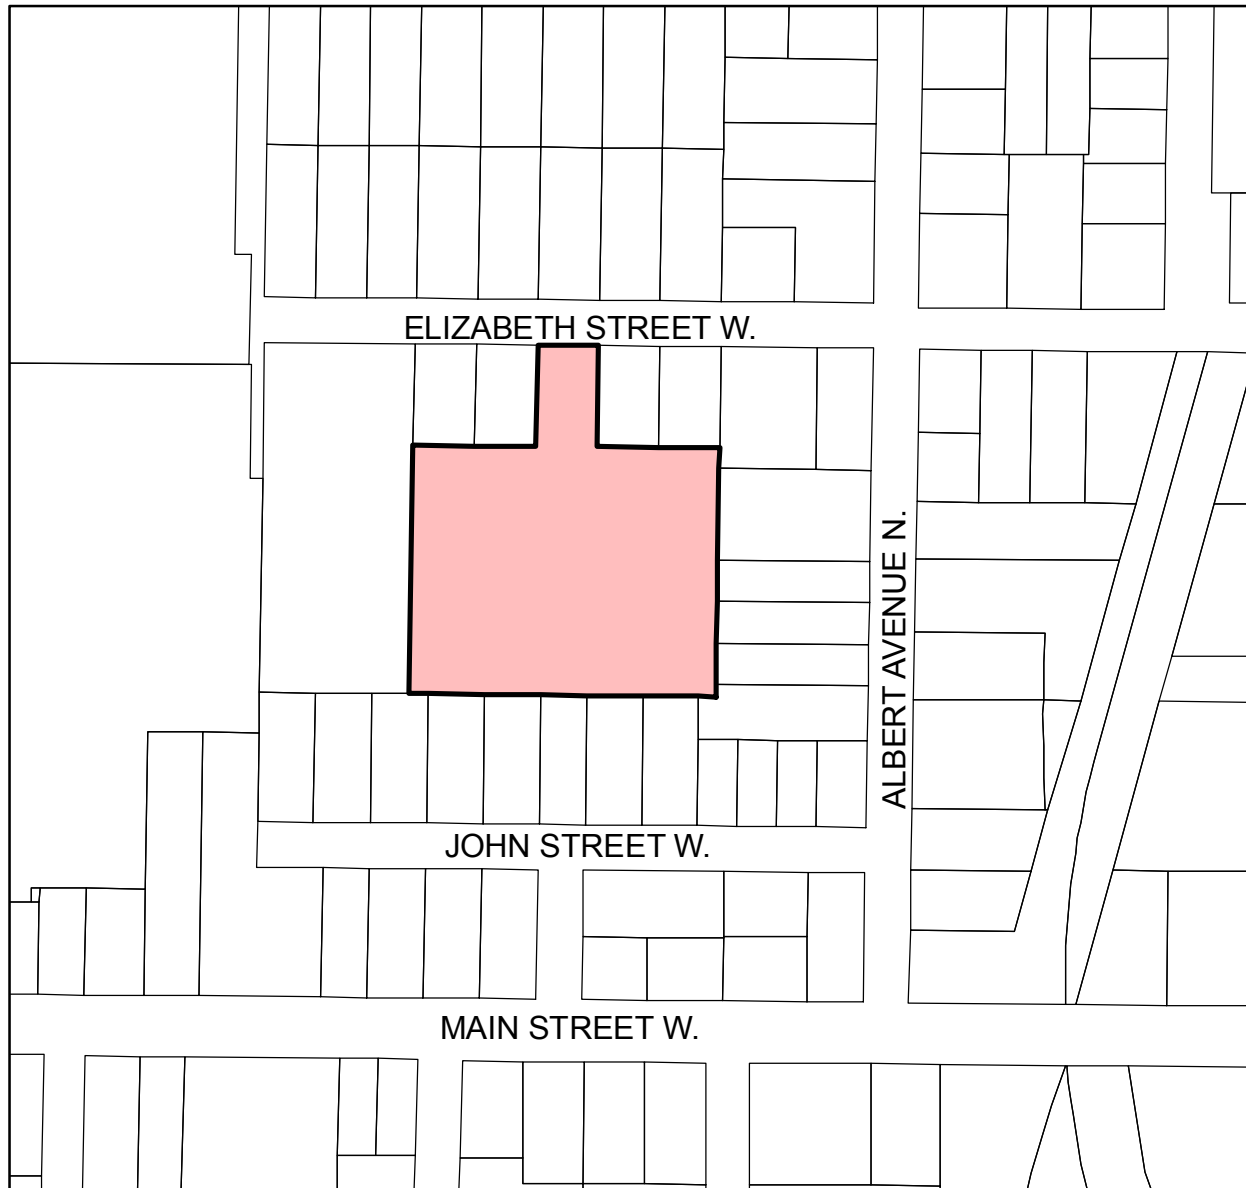 ELIZABETH STREET W.
ALBERT AVENUE N.
JOHN STREET W.
MAIN STREET W.